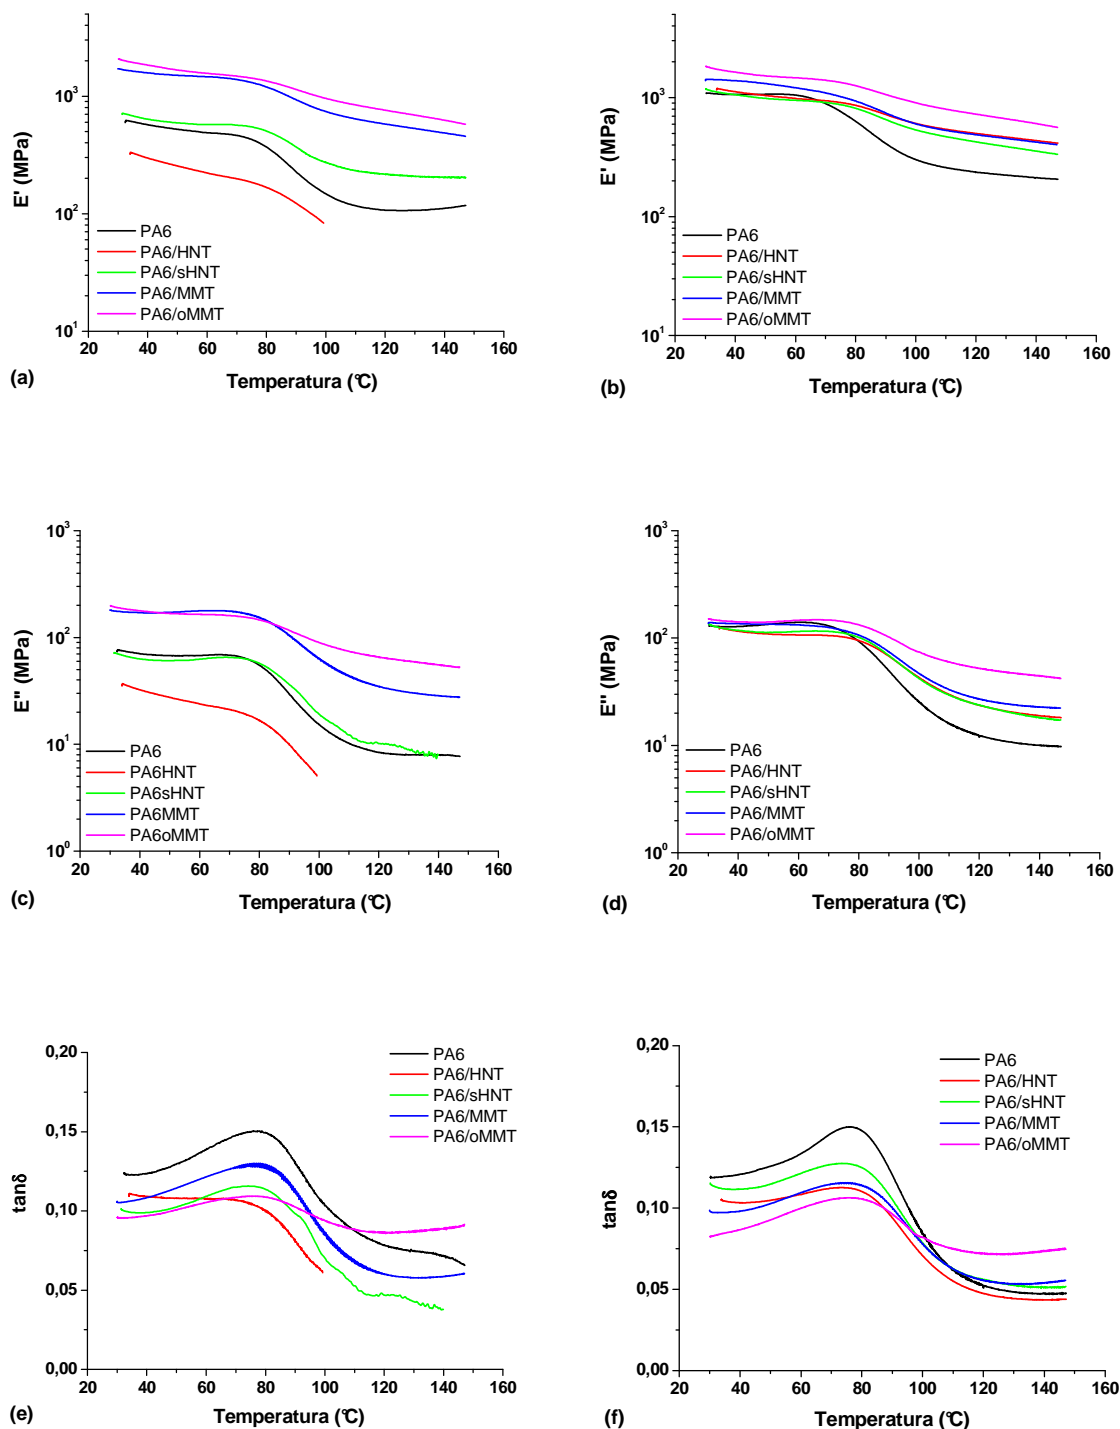 10³
10²
10¹
E' (MPa)
20 40 60 80 100 120 140 160
Temperatura (°C)
PA6
PA6/HNT
PA6/sHNT
PA6/MMT
PA6/oMMT
(a)
10³
10²
10¹
E' (MPa)
20 40 60 80 100 120 140 160
Temperatura (°C)
PA6
PA6/HNT
PA6/sHNT
PA6/MMT
PA6/oMMT
(b)
10³
10²
10¹
10⁰
E'' (MPa)
20 40 60 80 100 120 140 160
Temperatura (°C)
PA6
PA6HNT
PA6sHNT
PA6MMT
PA6oMMT
(c)
10³
10²
10¹
10⁰
E'' (MPa)
20 40 60 80 100 120 140 160
Temperatura (°C)
PA6
PA6/HNT
PA6/sHNT
PA6/MMT
PA6/oMMT
(d)
0,20
0,15
0,10
0,05
0,00
tanδ
20 40 60 80 100 120 140 160
Temperatura (°C)
PA6
PA6/HNT
PA6/sHNT
PA6/MMT
PA6/oMMT
(e)
0,20
0,15
0,10
0,05
0,00
tanδ
20 40 60 80 100 120 140 160
Temperatura (°C)
PA6
PA6/HNT
PA6/sHNT
PA6/MMT
PA6/oMMT
(f)